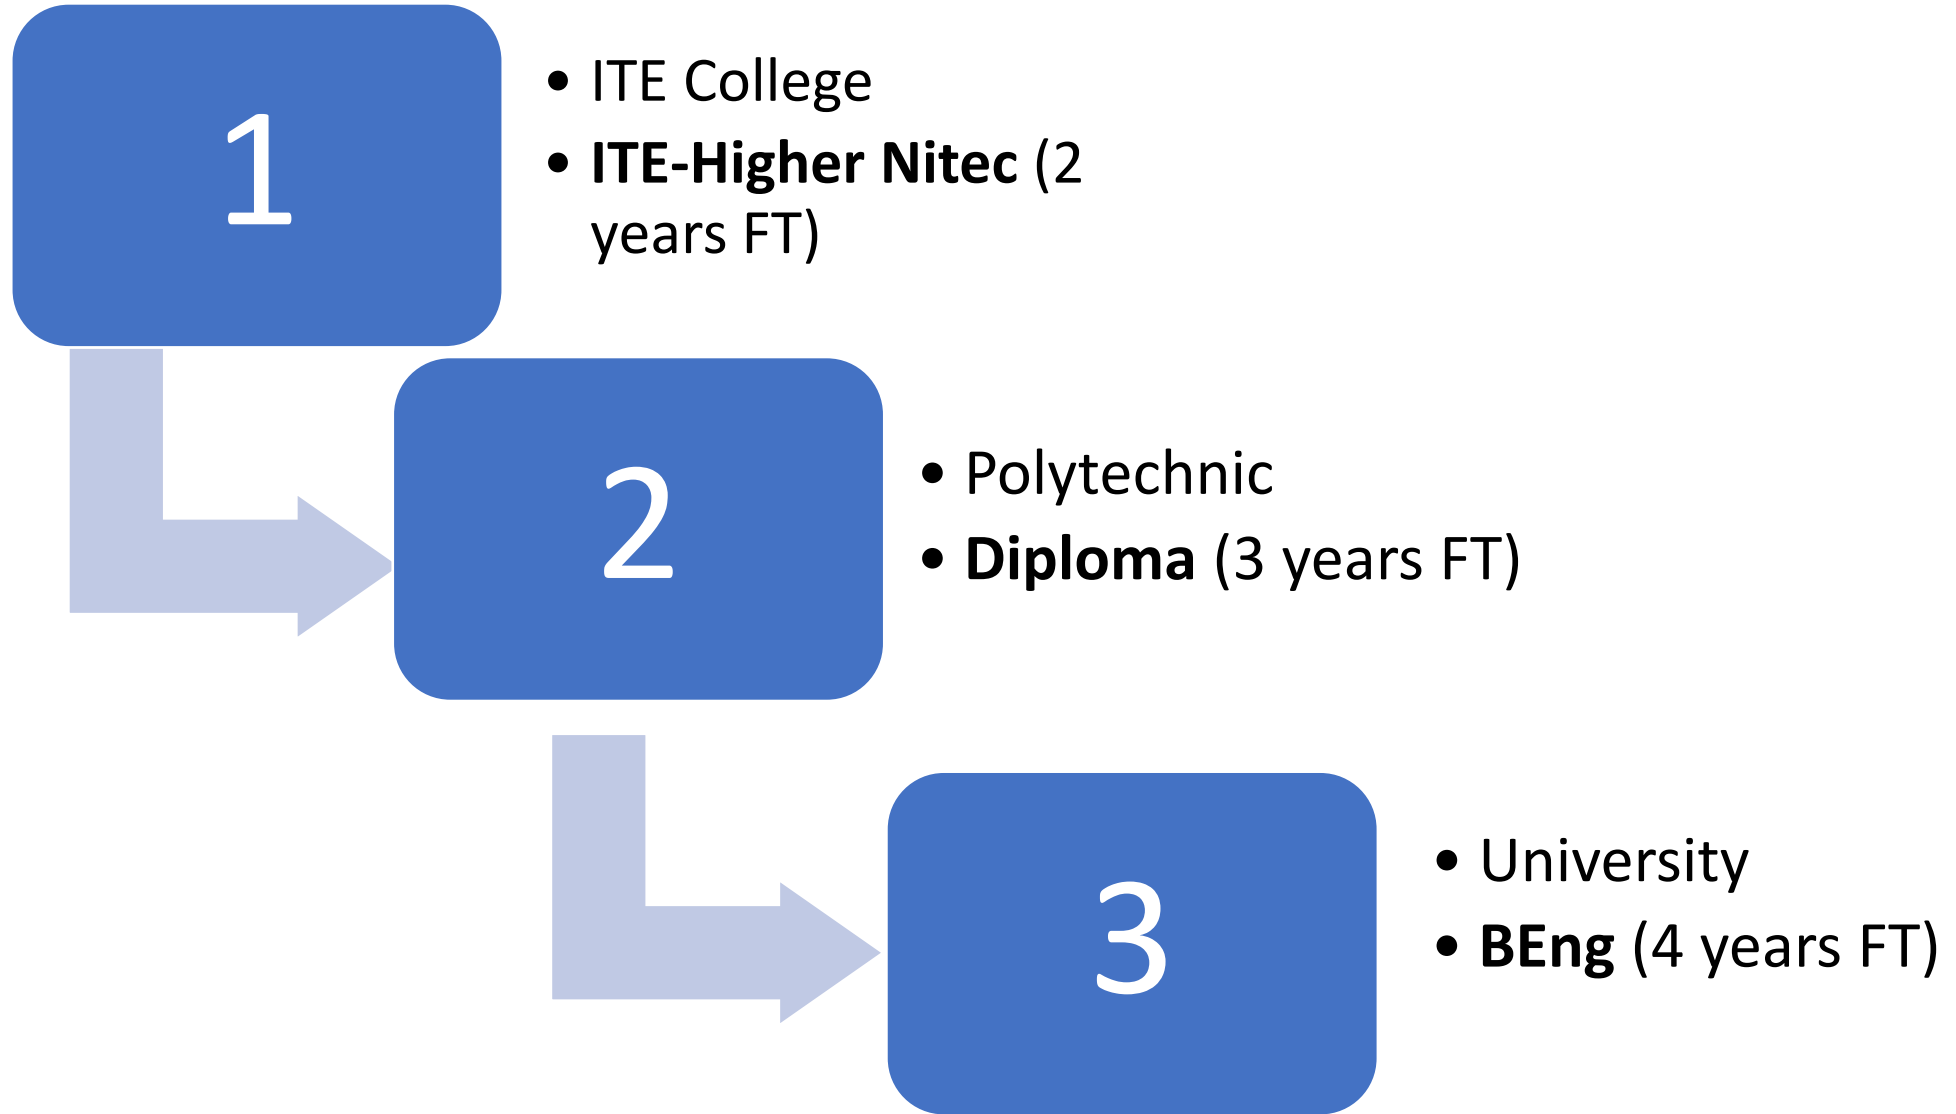 1
• ITE College
• ITE-Higher Nitec (2
years FT)
2
• Polytechnic
• Diploma (3 years FT)
3
• University
• BEng (4 years FT)